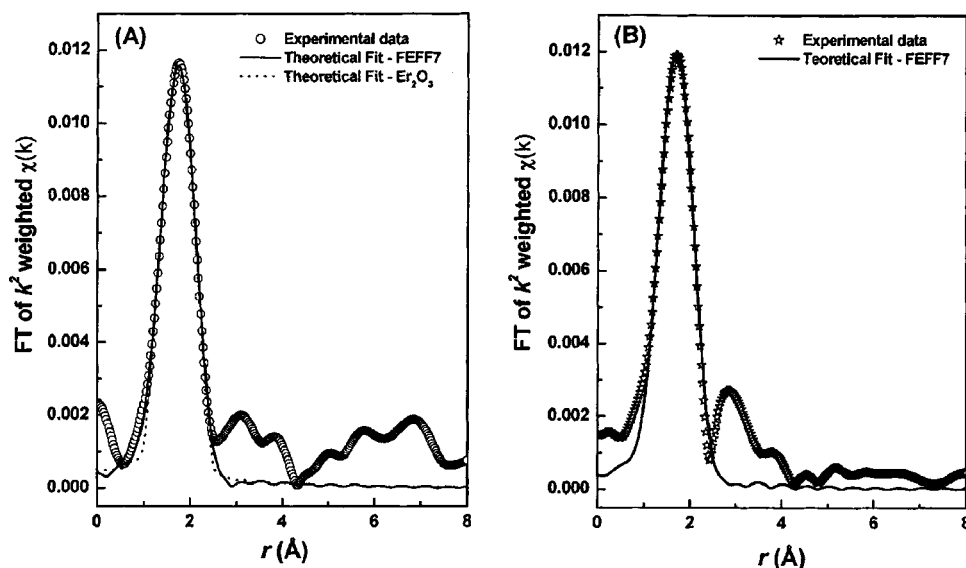 (A)
Experimental data
Theoretical Fit - FEFF7
Theoretical Fit - Er₂O₃
FT of k² weighted χ(k)
0.012
0.010
0.008
0.006
0.004
0.002
0.000
0 2 4 6 8
r (Å)
(B)
Experimental data
Teoretical Fit - FEFF7
FT of k² weighted χ(k)
0.012
0.010
0.008
0.006
0.004
0.002
0.000
0 2 4 6 8
r (Å)